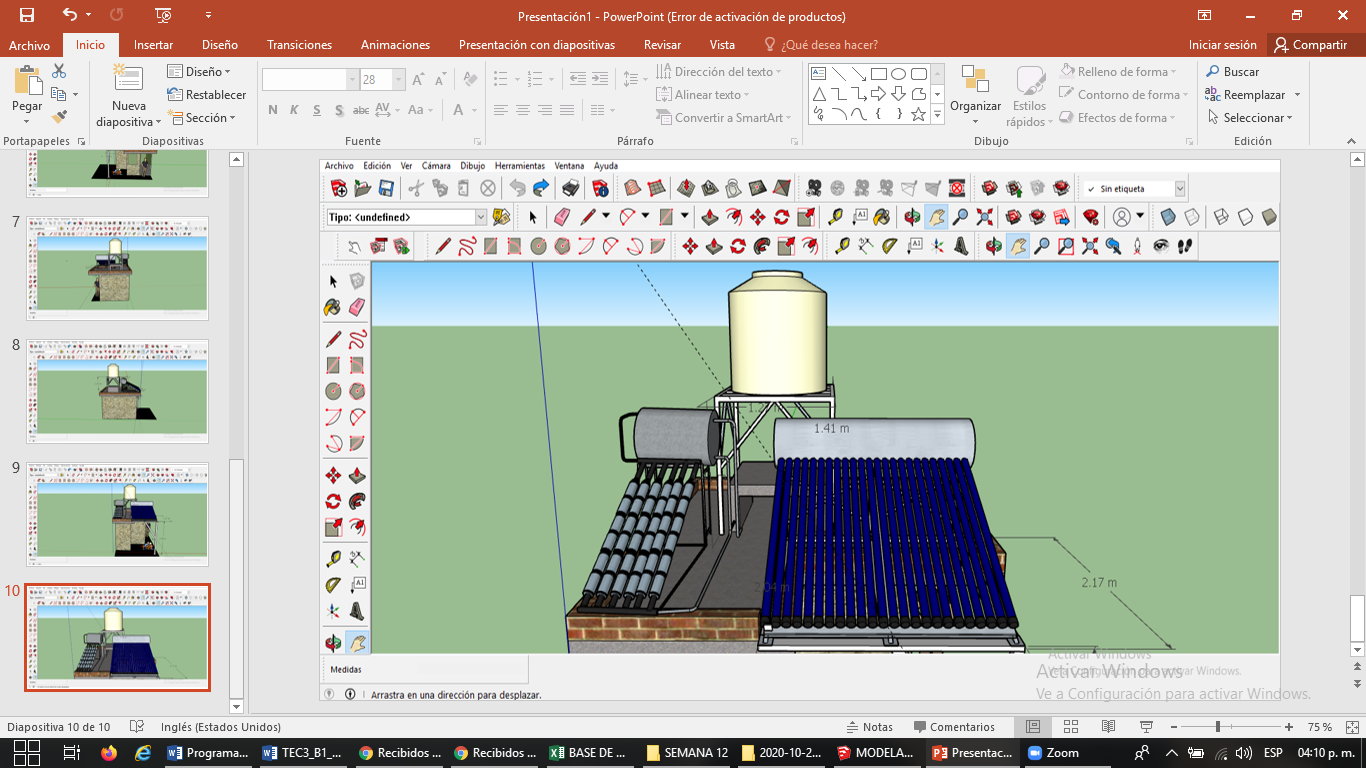 Presentación1 - PowerPoint (Error de activación de productos)
Archivo Inicio Insertar Diseño Transiciones Animaciones Presentación con diapositivas Revisar Vista ¿Qué desea hacer? Iniciar sesión Compartir
Pegar
Nueva diapositiva
Diseño
Restablecer
Sección
28
N K S S abc AV Aa A
Dirección del texto
Alinear texto
Convertir a SmartArt
Organizar
Estilos rápidos
Relleno de forma
Contorno de forma
Efectos de forma
Buscar
Reemplazar
Seleccionar
Portapapeles Diapositivas Fuente Párrafo Dibujo Edición
7
8
9
10
Archivo Edición Ver Cámara Dibujo Herramientas Ventana Ayuda
Sin etiqueta
Tipo: <undefined>
1.41 m
2.17 m
Medidas
Arrastra en una dirección para desplazar.
Activar Windows
Activar Windows
Ve a Configuración para activar Windows.
Diapositiva 10 de 10 Inglés (Estados Unidos) Notas Comentarios 75 %
Programa... TEC3_B1_... Recibidos ... Recibidos ... BASE DE ... SEMANA 12 2020-10-2... MODELA... Presentac... Zoom ESP 04:10 p. m.